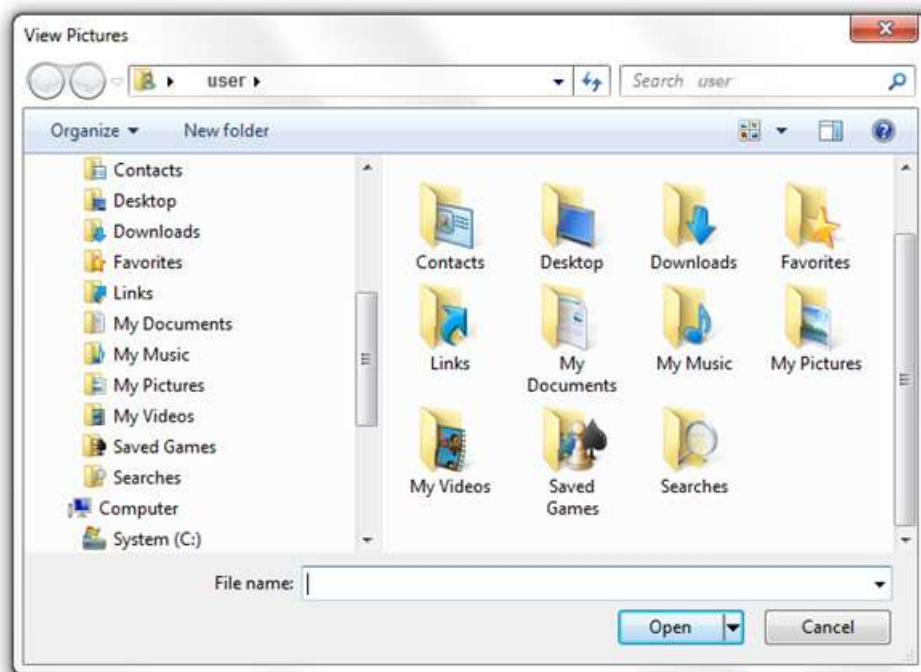 View Pictures
user
Search user
Organize
New folder
Contacts
Desktop
Downloads
Favorites
Links
My Documents
My Music
My Pictures
My Videos
Saved Games
Searches
Computer
System (C:)
Contacts
Desktop
Downloads
Favorites
Links
My
Documents
My Music
My Pictures
My Videos
Saved
Games
Searches
File name:
Open
Cancel